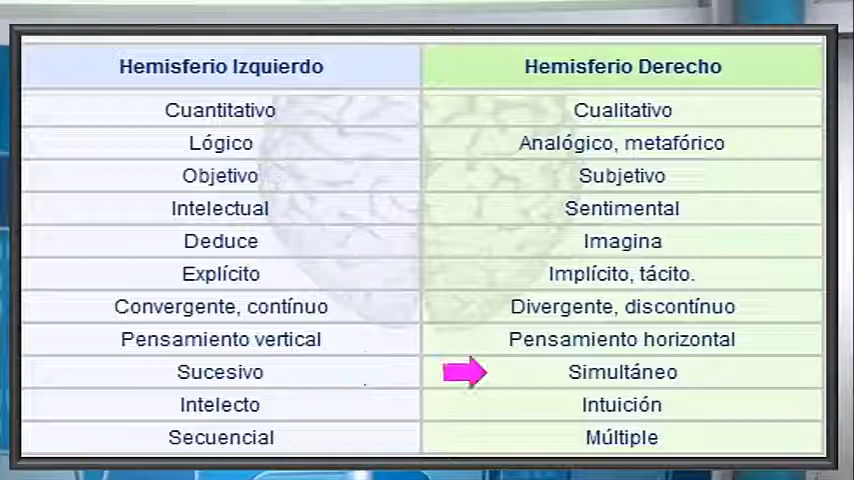 Hemisferio Izquierdo Hemisferio Derecho
Cuantitativo Cualitativo
Lógico Analógico, metafórico
Objetivo Subjetivo
Intelectual Sentimental
Deduce Imagina
Explícito Implícito, tácito.
Convergente, contínuo Divergente, discontínuo
Pensamiento vertical Pensamiento horizontal
Sucesivo Simultáneo
Intelecto Intuición
Secuencial Múltiple